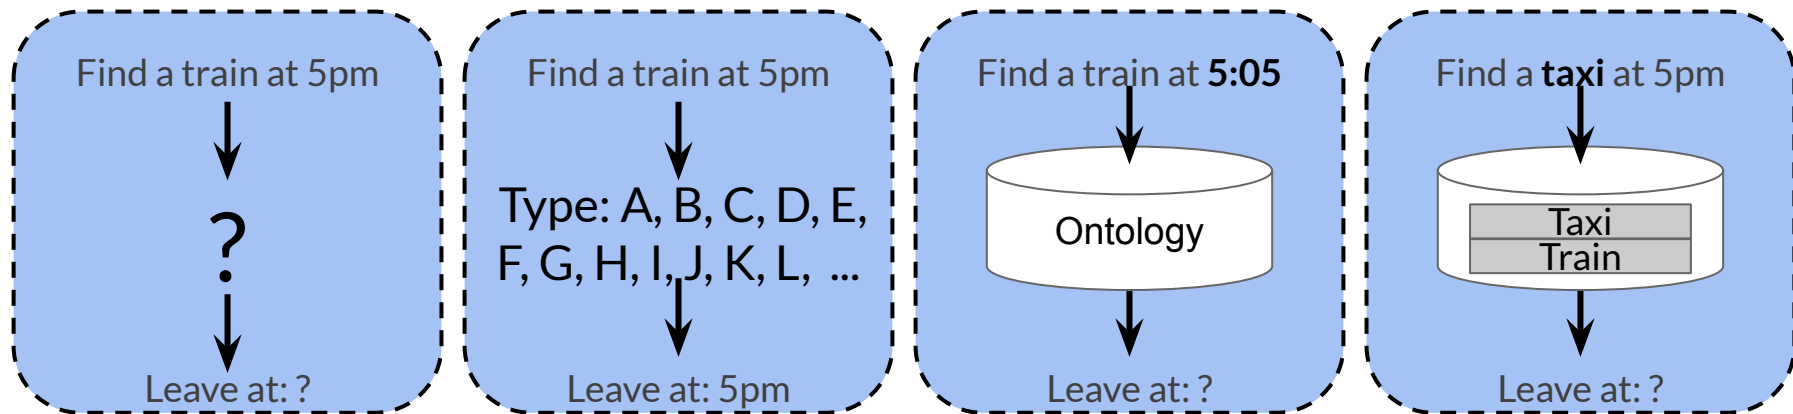 Find a train at 5pm
?
Leave at: ?
Find a train at 5pm
Type: A, B, C, D, E,
F, G, H, I, J, K, L, ...
Leave at: 5pm
Find a train at 5:05
Ontology
Leave at: ?
Find a taxi at 5pm
Taxi
Train
Leave at: ?